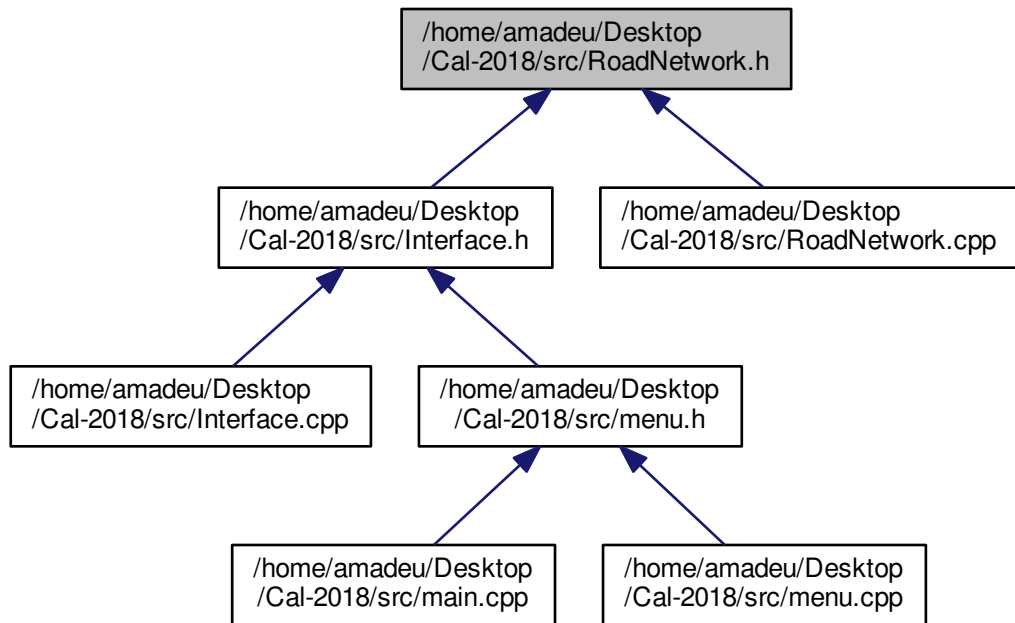 /home/amadeu/Desktop
/Cal-2018/src/RoadNetwork.h
/home/amadeu/Desktop
/Cal-2018/src/Interface.h
/home/amadeu/Desktop
/Cal-2018/src/RoadNetwork.cpp
/home/amadeu/Desktop
/Cal-2018/src/Interface.cpp
/home/amadeu/Desktop
/Cal-2018/src/menu.h
/home/amadeu/Desktop
/Cal-2018/src/main.cpp
/home/amadeu/Desktop
/Cal-2018/src/menu.cpp